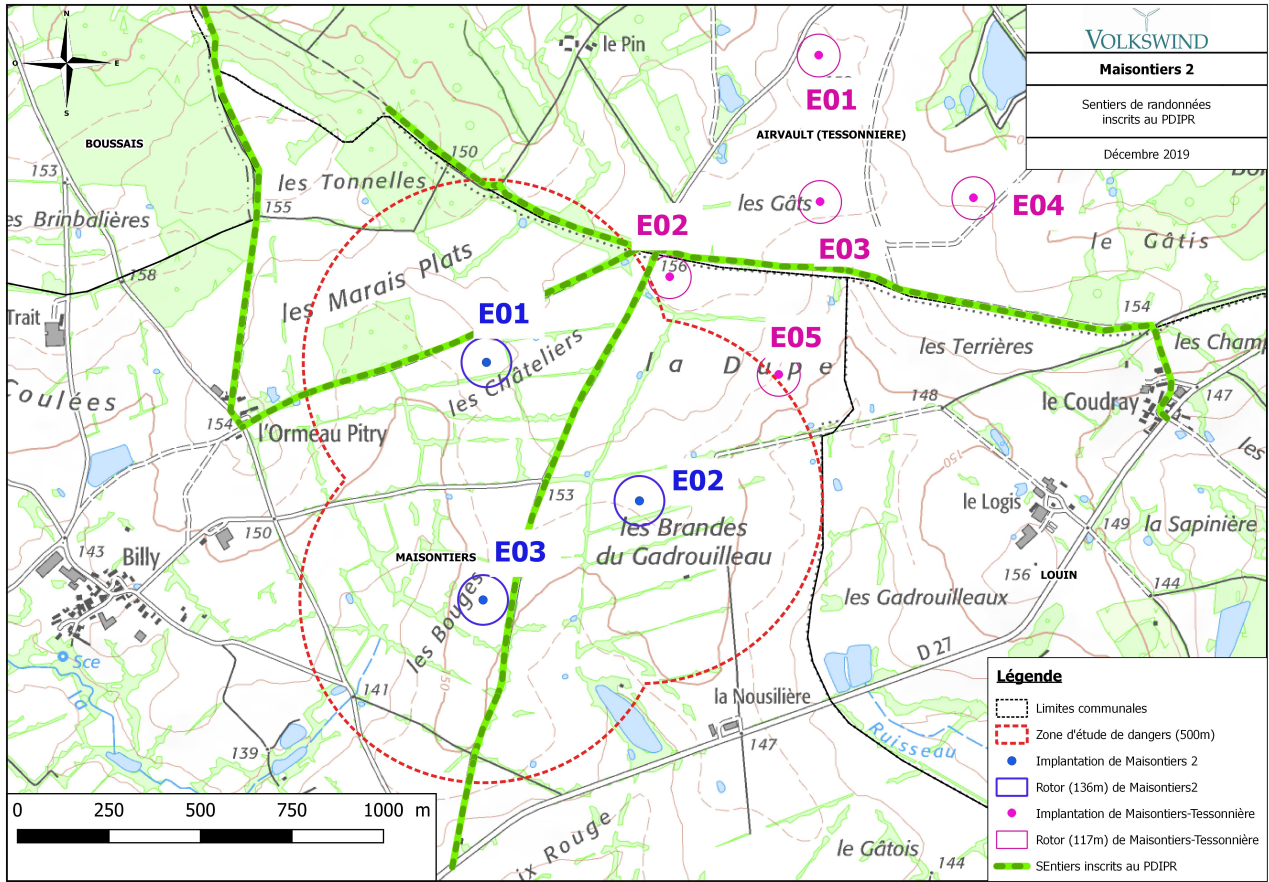 N
O
E
S
VOLKSWIND
Maisontiers 2
Sentiers de randonnées
inscrits au PDIPR
Décembre 2019
le Pin
E01
AIRVAULT (TESSONNIERE)
BOUSSAIS
150
153
les Tonnelles
155
es Brinbalières
les Gâts
E04
E02
le Gâtis
E03
156
158
les Marais Plats
E01
154
Trait
E05
les Châteliers
la Dupe
les Terrières
les Champ
Coulées
148
le Coudray
147
154
l'Ormeau Pitry
les
150
E02
153
le Logis
150
les Brandes
du Gadrouilleau
149
la Sapinière
143
Billy
MAISONTIERS
E03
156
LOUIN
144
les Bouges
les Gadrouilleaux
D 27
Sce
la
141
la Nousilière
147
Ruisseau
139
ix Rouge
le Gâtois
144
Légende
Limites communales
Zone d'étude de dangers (500m)
Implantation de Maisontiers 2
Rotor (136m) de Maisontiers2
Implantation de Maisontiers-Tessonnière
Rotor (117m) de Maisontiers-Tessonnière
SEntiers inscrits au PDIPR
0 250 500 750 1000 m